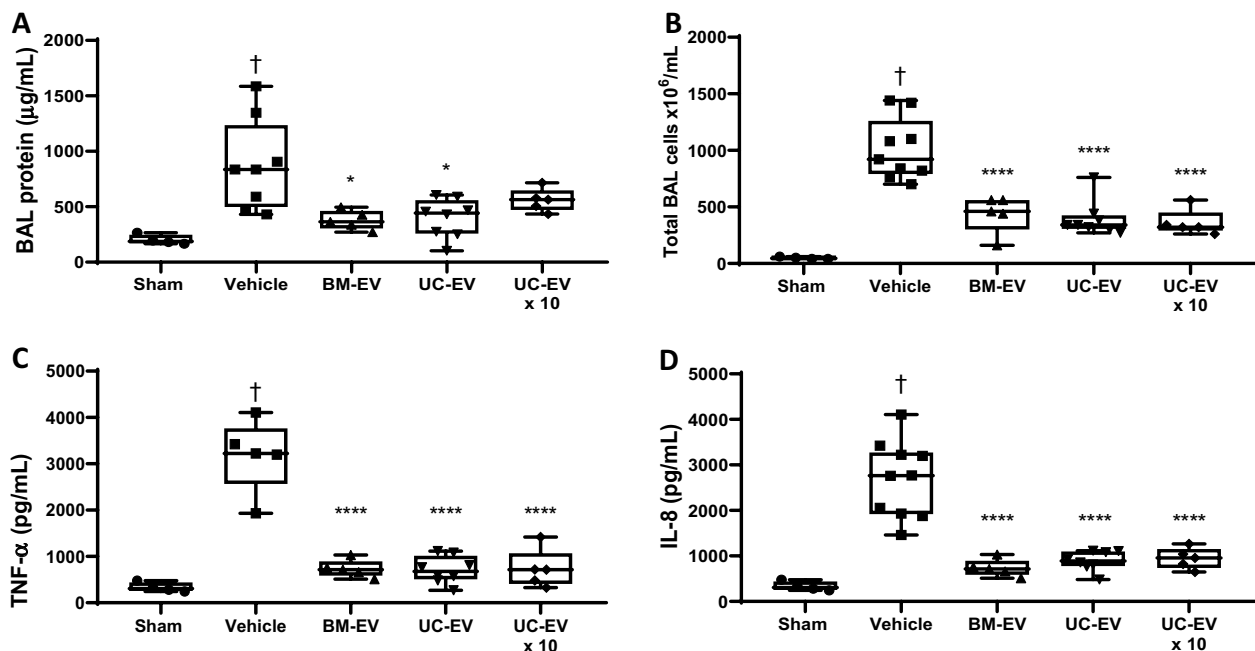 A
BAL protein (μg/mL)
2000
1500
1000
500
0
†
*
*
Sham
Vehicle
BM-EV
UC-EV
UC-EV
x 10
B
Total BAL cells x10⁶/mL
2000
1500
1000
500
0
†
****
****
****
Sham
Vehicle
BM-EV
UC-EV
UC-EV
x 10
C
TNF-α (pg/mL)
5000
4000
3000
2000
1000
0
†
****
****
****
Sham
Vehicle
BM-EV
UC-EV
UC-EV
x 10
D
IL-8 (pg/mL)
5000
4000
3000
2000
1000
0
†
****
****
****
Sham
Vehicle
BM-EV
UC-EV
UC-EV
x 10